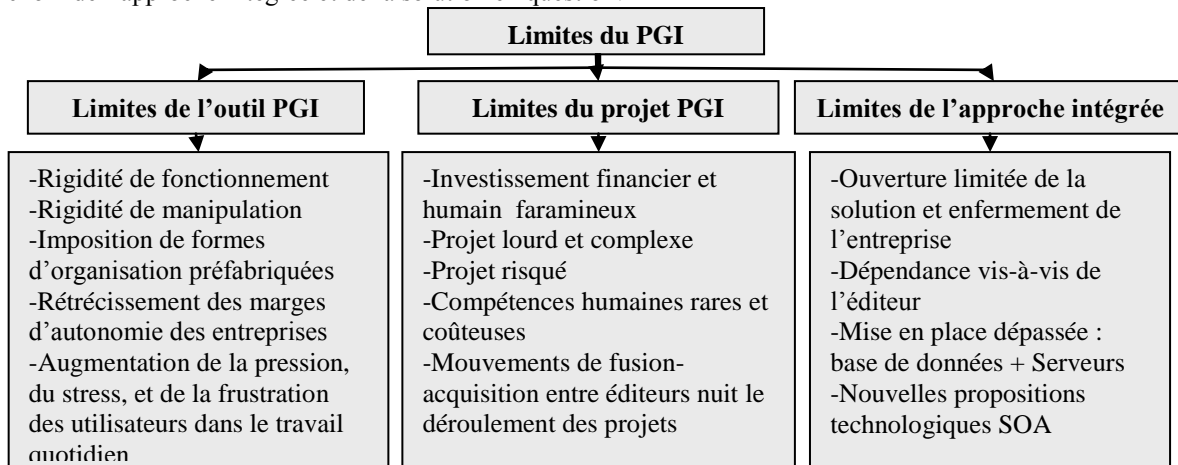 Limites du PGI
Limites de l'outil PGI
-Rigidité de fonctionnement
-Rigidité de manipulation
-Imposition de formes
d'organisation préfabriquées
-Rétrécissement des marges
d'autonomie des entreprises
-Augmentation de la pression,
du stress, et de la frustration
des utilisateurs dans le travail
quotidien
Limites du projet PGI
-Investissement financier et
humain faramineux
-Projet lourd et complexe
-Projet risqué
-Compétences humaines rares et
coûteuses
-Mouvements de fusion-
acquisition entre éditeurs nuit le
déroulement des projets
Limites de l'approche intégrée
-Ouverture limitée de la
solution et enfermement de
l'entreprise
-Dépendance vis-à-vis de
l'éditeur
-Mise en place dépassée :
base de données + Serveurs
-Nouvelles propositions
technologiques SOA